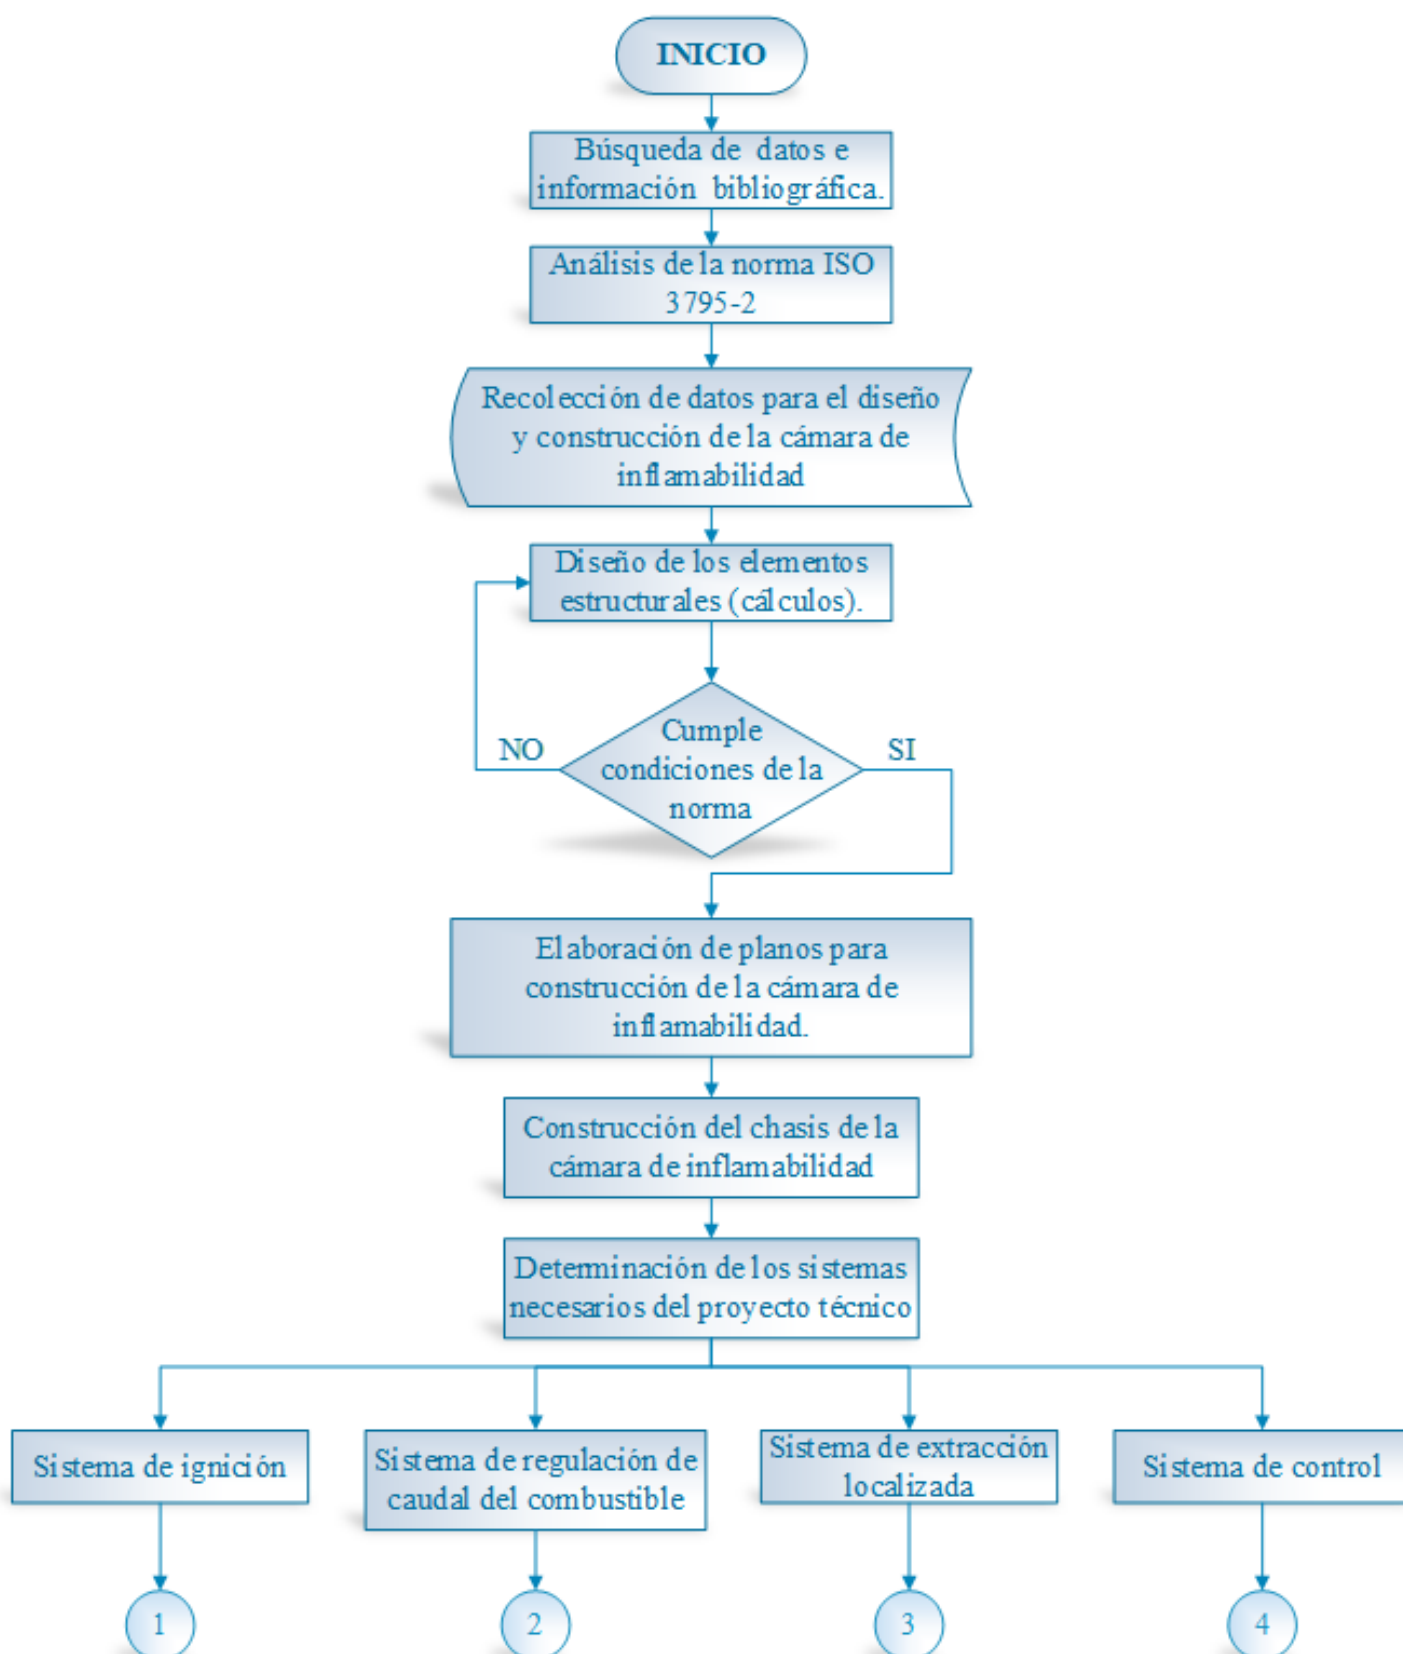 INICIO
Búsqueda de datos e
información bibliográfica.
Análisis de la norma ISO
3795-2
Recolección de datos para el diseño
y construcción de la cámara de
inflamabilidad
Diseño de los elementos
estructurales (cálculos).
Cumple
condiciones de la
norma
NO
SI
Elaboración de planos para
construcción de la cámara de
inflamabilidad.
Construcción del chasis de la
cámara de inflamabilidad
Determinación de los sistemas
necesarios del proyecto técnico
Sistema de ignición
Sistema de regulación de
caudal del combustible
Sistema de extracción
localizada
Sistema de control
1
2
3
4